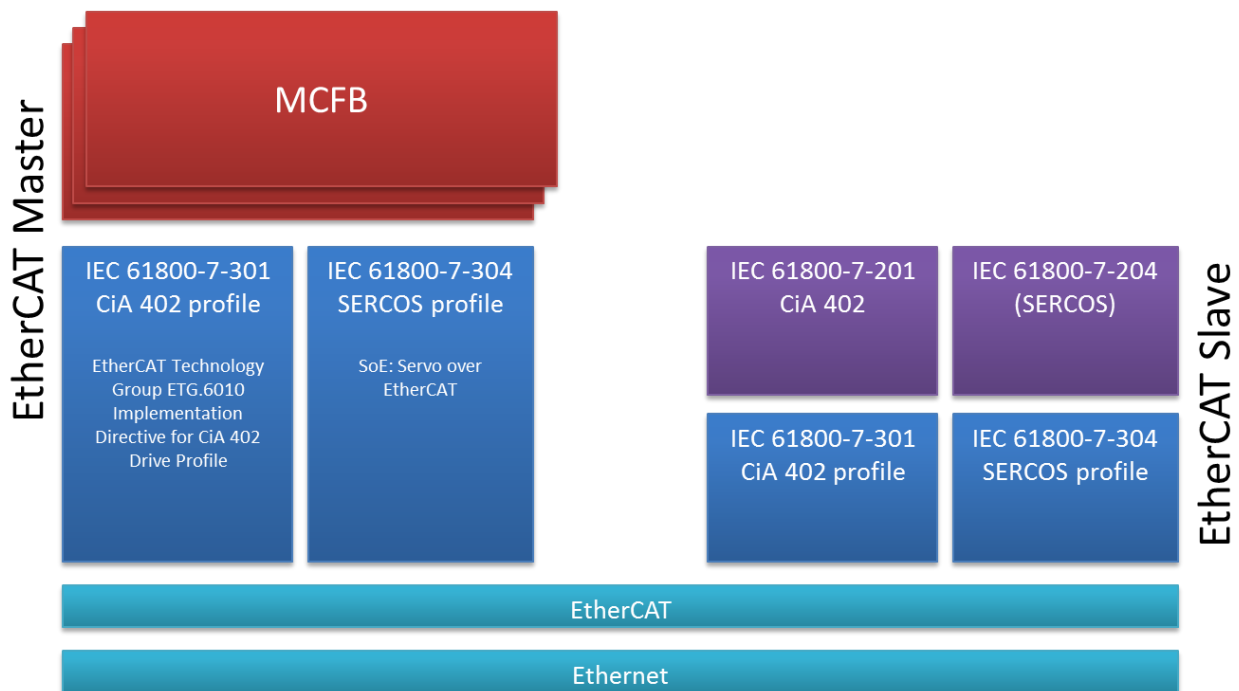 EtherCAT Master
MCFB
IEC 61800-7-301
CiA 402 profile
EtherCAT Technology
Group ETG.6010
Implementation
Directive for CiA 402
Drive Profile
IEC 61800-7-304
SERCOS profile
SoE: Servo over
EtherCAT
IEC 61800-7-201
CiA 402
IEC 61800-7-204
(SERCOS)
IEC 61800-7-301
CiA 402 profile
IEC 61800-7-304
SERCOS profile
EtherCAT Slave
EtherCAT
Ethernet